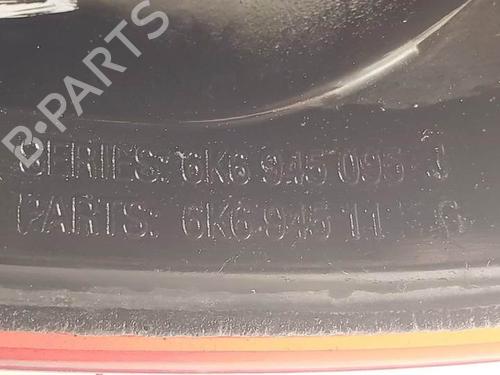 B-PARTS
SERIES: 6K6 945 095 J
PARTS: 6K6 945 11 G